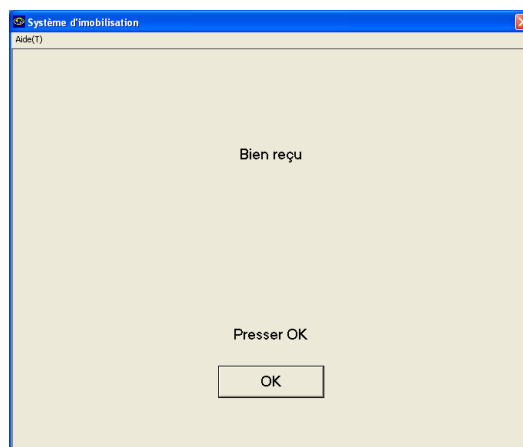 Système d'imobilisation
Aide(T)
Bien reçu
Presser OK
OK